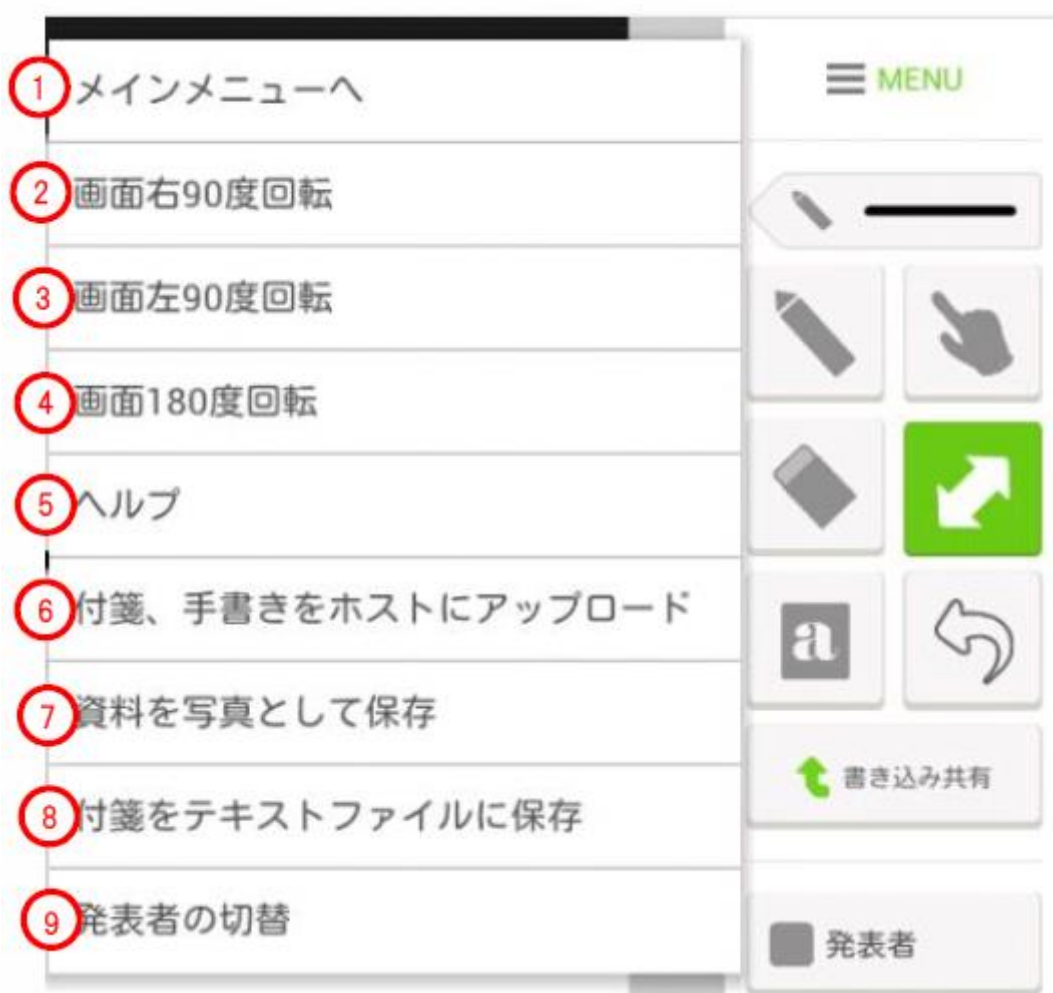 1 メインメニューへ
2 画面右90度回転
3 画面左90度回転
4 画面180度回転
5 ヘルプ
6 付箋、手書きをホストにアップロード
7 資料を写真として保存
8 付箋をテキストファイルに保存
9 発表者の切替
MENU
a
書き込み共有
発表者